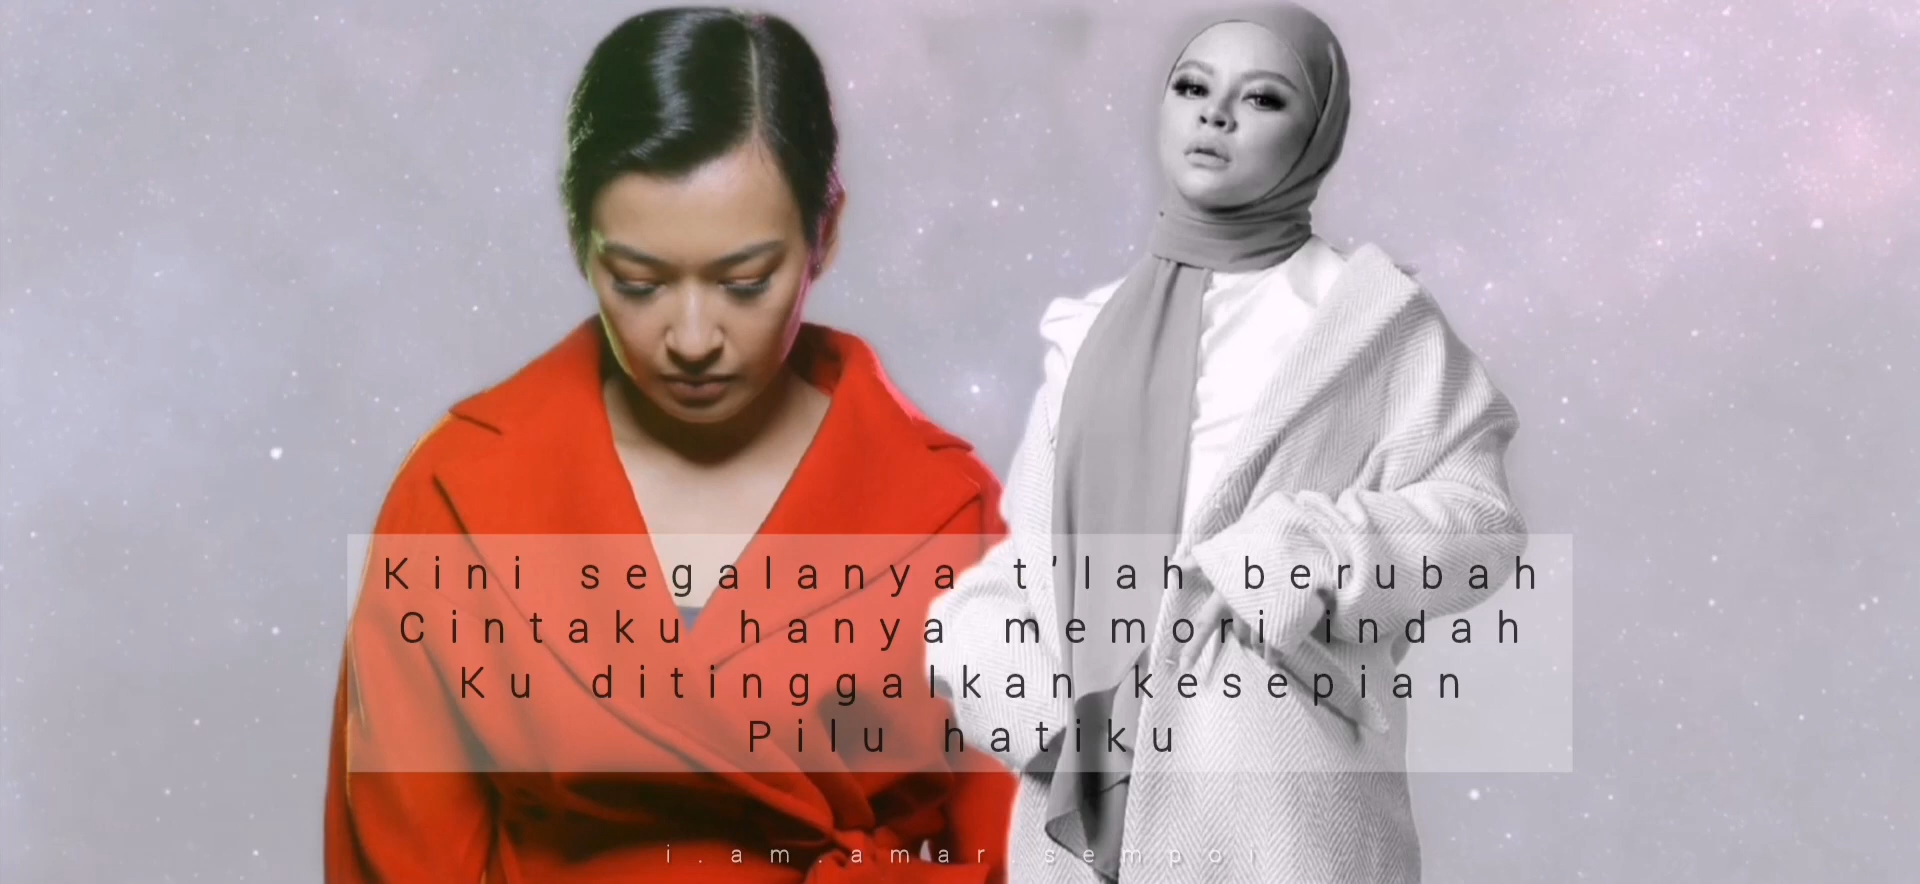 Kini segalanya t'lah berubah
Cintaku hanya memori indah
Ku ditinggalkan kesepian
Pilu hatiku
i.am.amar.sempoi